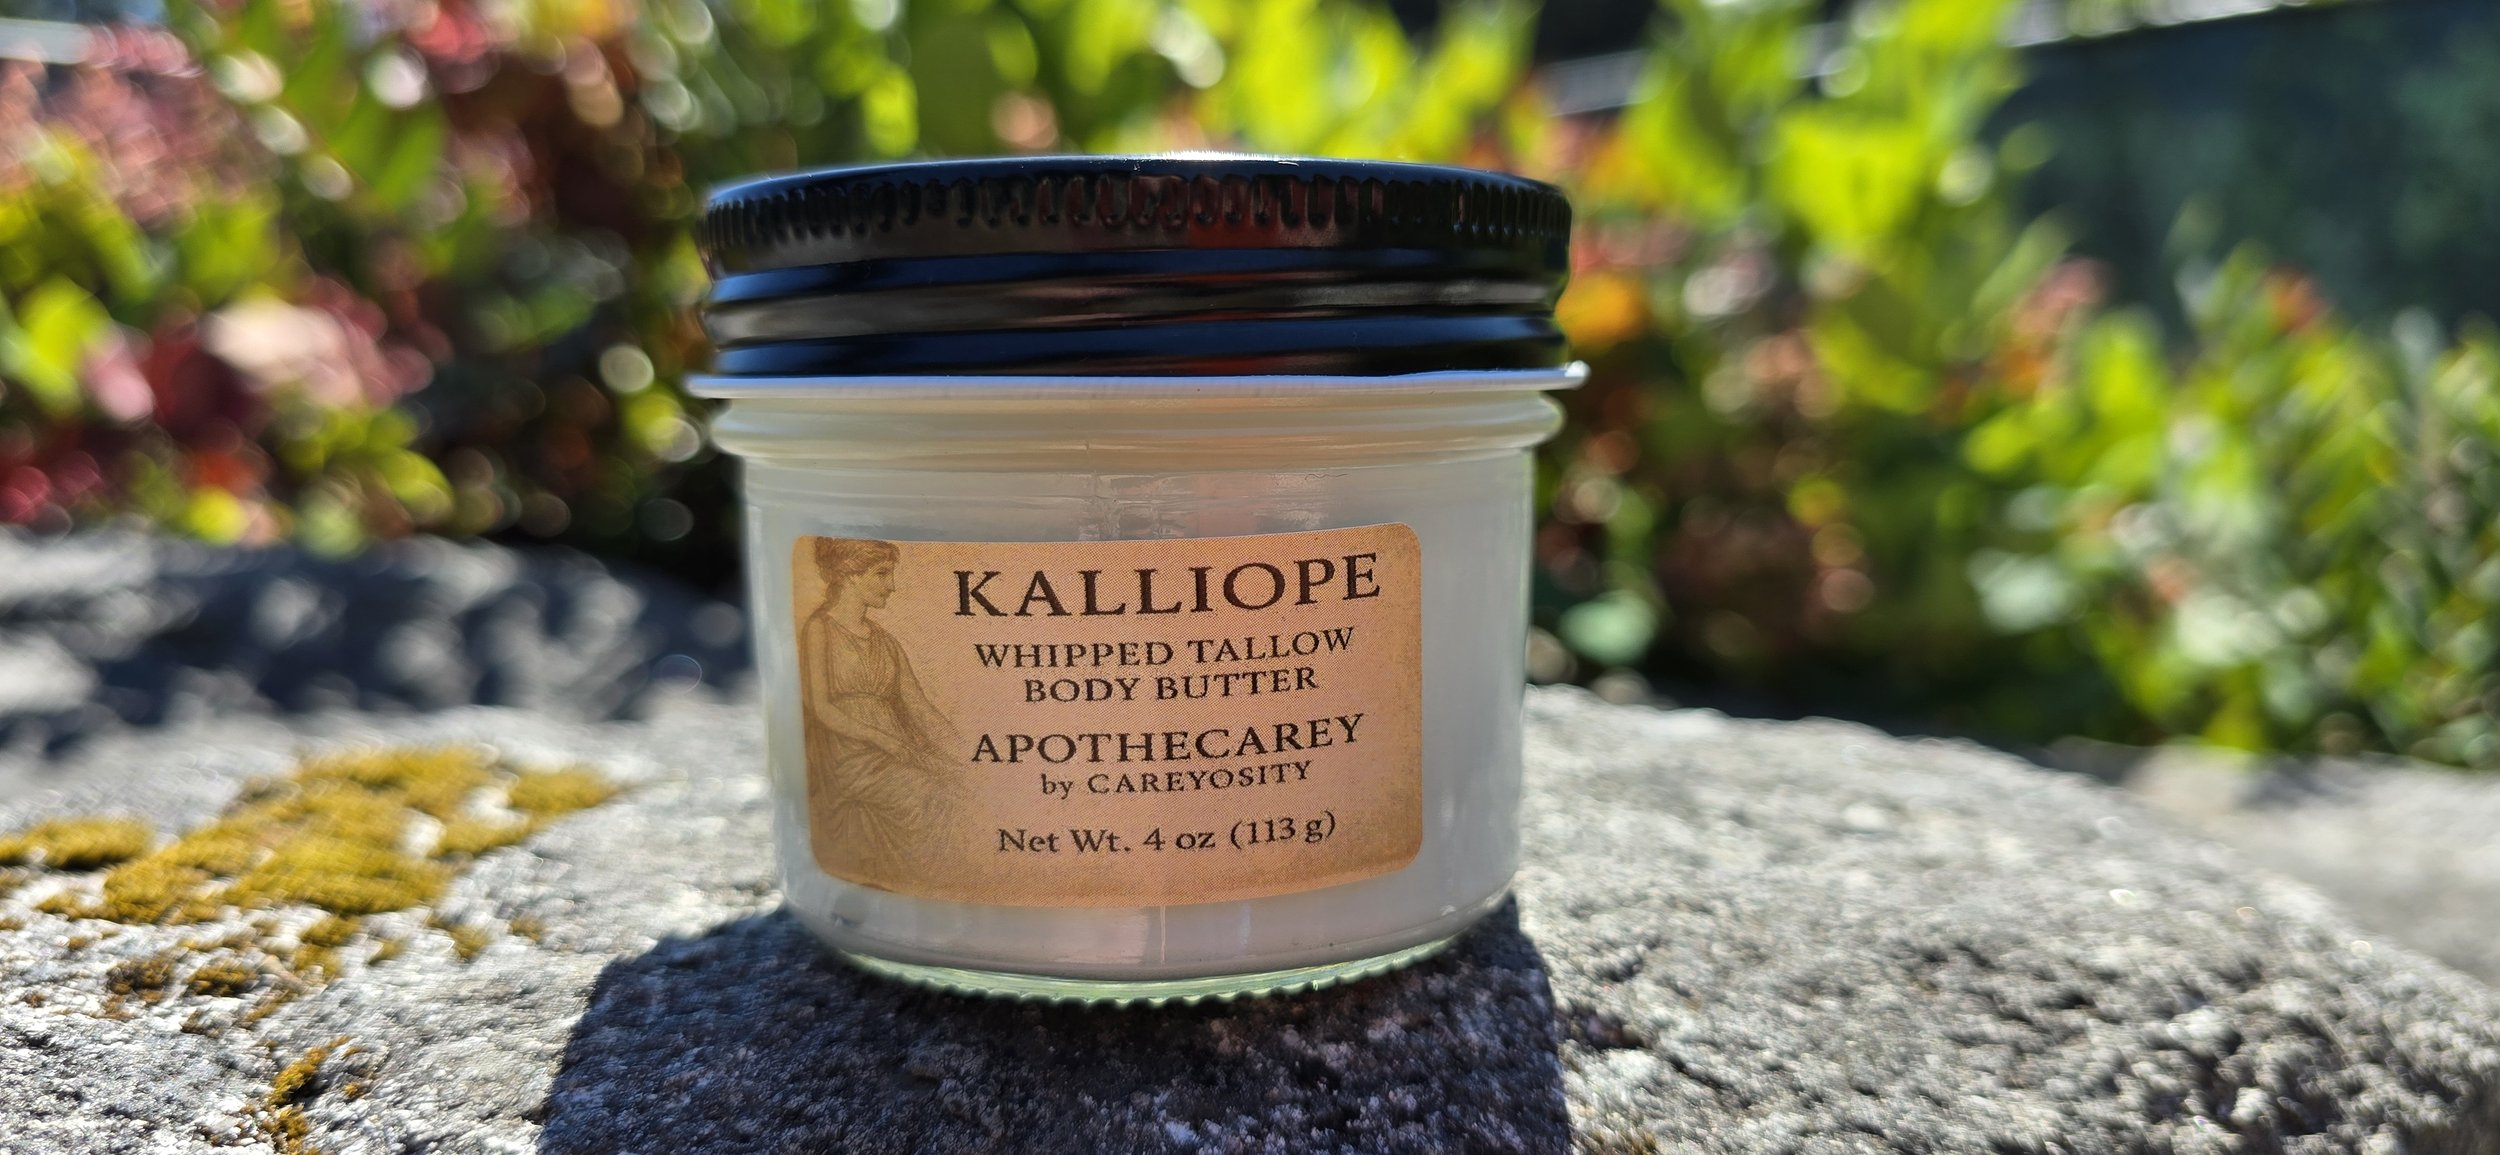 KALLIOPE
WHIPPED TALLOW
BODY BUTTER
APOTHECAREY
by CAREYOSITY
Net Wt. 4 oz (113 g)